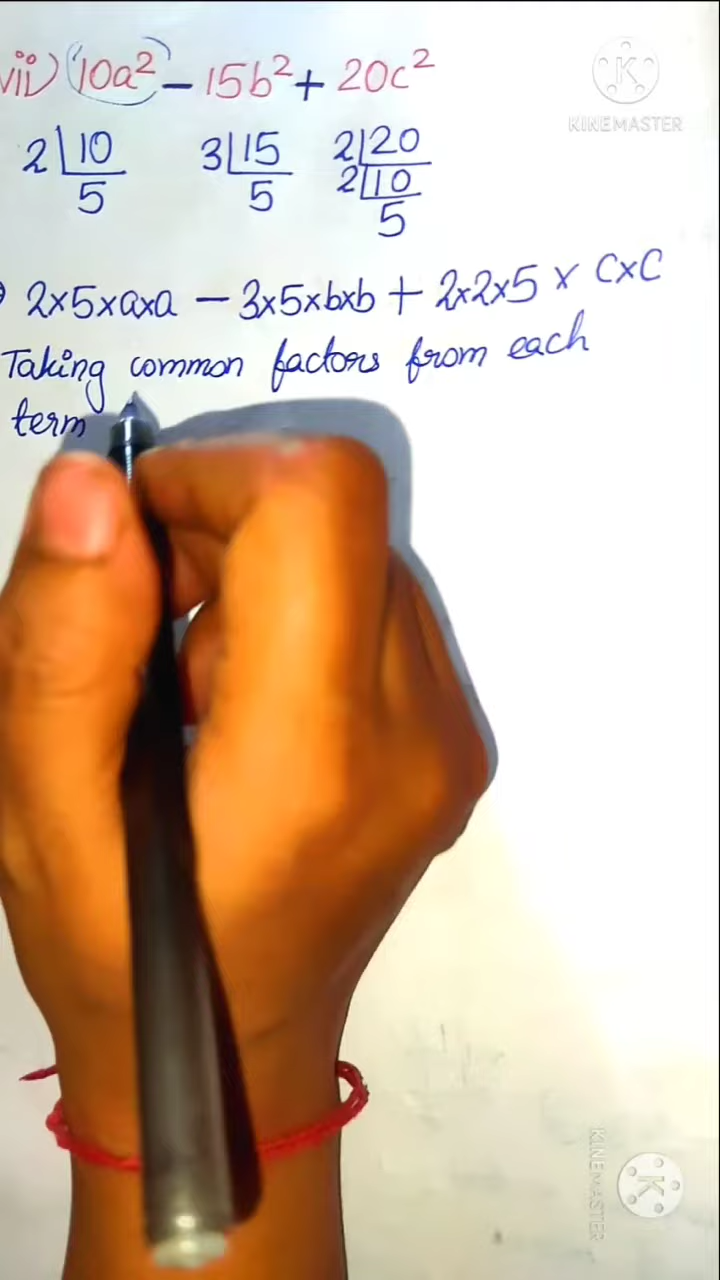 vii) (10a² - 15b² + 20c²
KINEMASTER
2 10 3 15 2 20
5 5 2 10
5
2×5×a×a - 3×5×b×b + 2×2×5 × C×C
Taking common factors from each
term
KINEMASTER